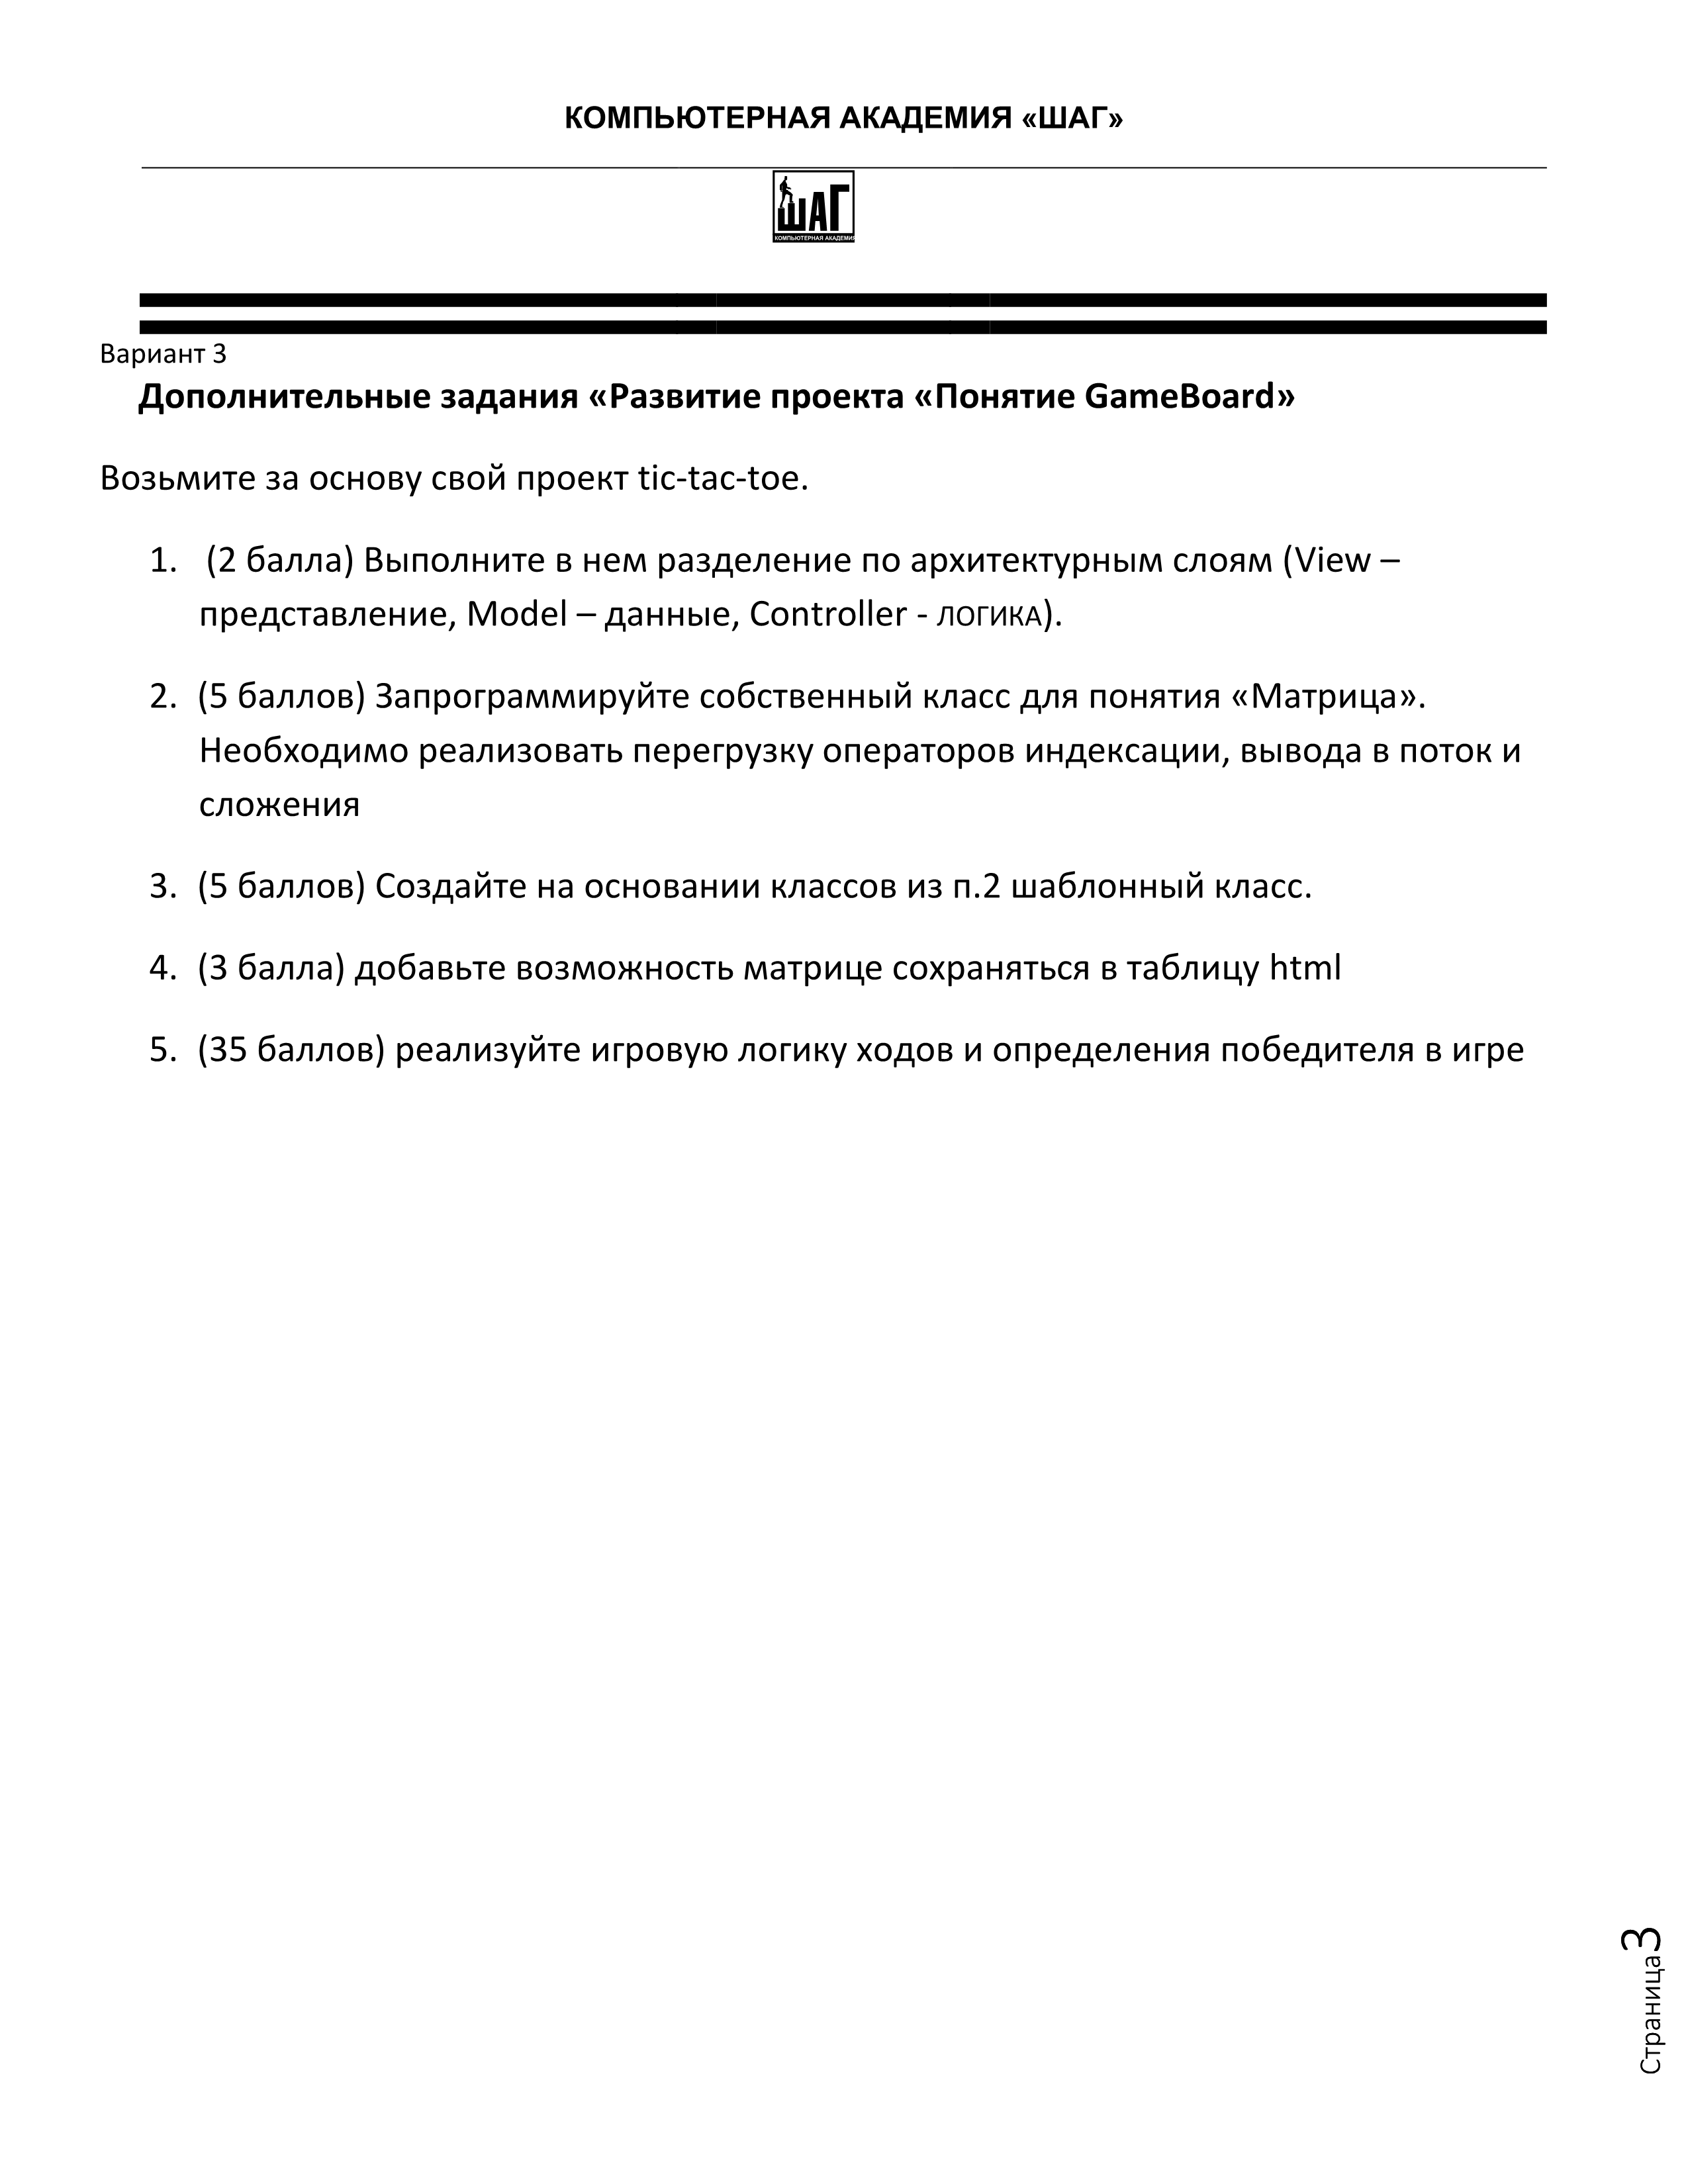 КОМПЬЮТЕРНАЯ АКАДЕМИЯ «ШАГ»
ШАГ
КОМПЬЮТЕРНАЯ АКАДЕМИЯ
Вариант 3
Дополнительные задания «Развитие проекта «Понятие GameBoard»
Возьмите за основу свой проект tic-tac-toe.
1. (2 балла) Выполните в нем разделение по архитектурным слоям (View –
представление, Model – данные, Controller - ЛОГИКА).
2. (5 баллов) Запрограммируйте собственный класс для понятия «Матрица».
Необходимо реализовать перегрузку операторов индексации, вывода в поток и
сложения
3. (5 баллов) Создайте на основании классов из п.2 шаблонный класс.
4. (3 балла) добавьте возможность матрице сохраняться в таблицу html
5. (35 баллов) реализуйте игровую логику ходов и определения победителя в игре
Страница3